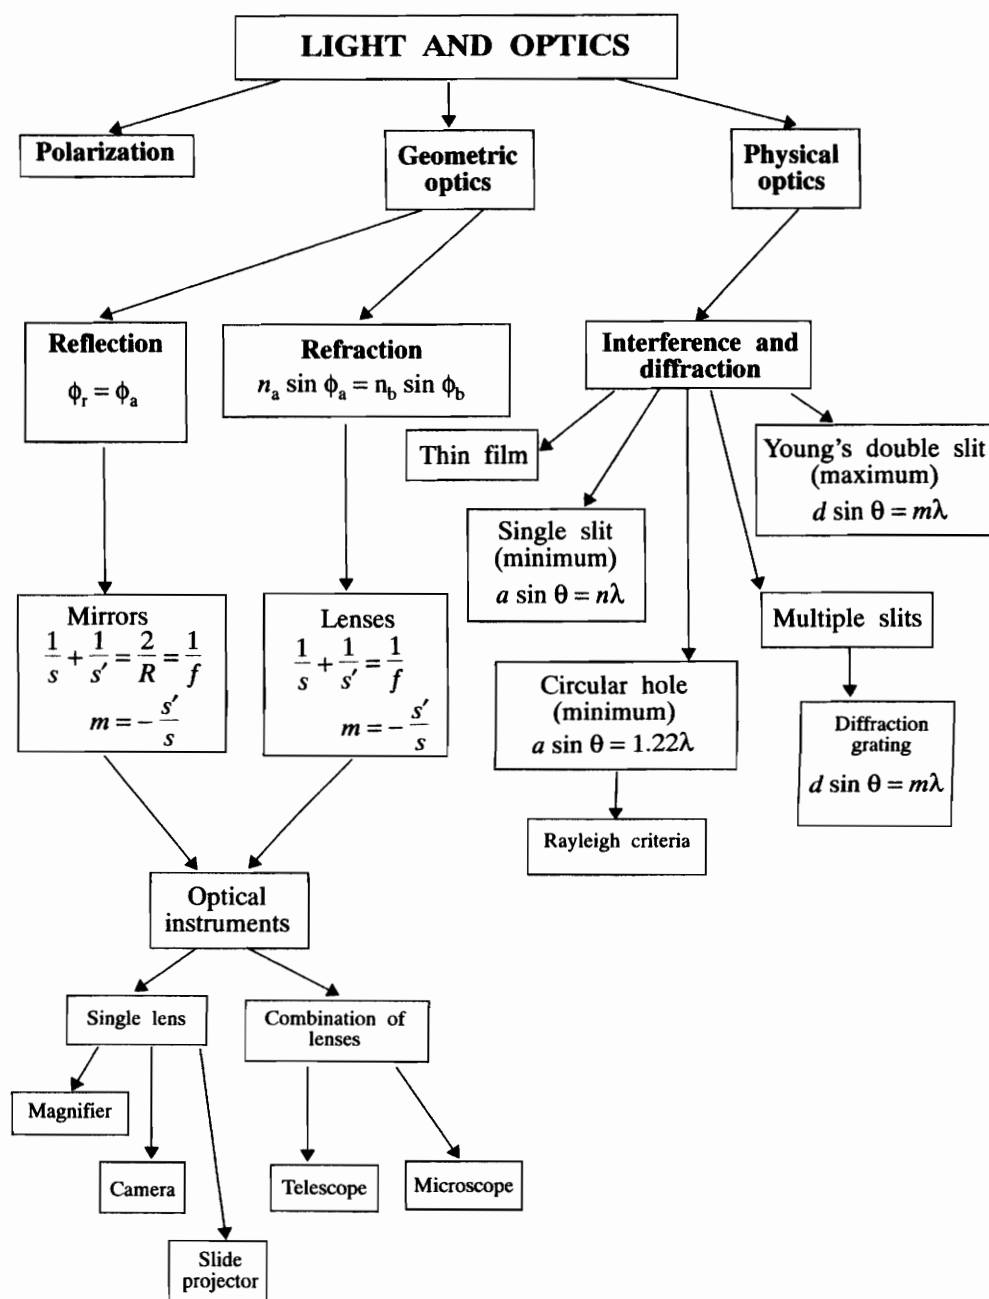 LIGHT AND OPTICS
Polarization
Geometric
optics
Physical
optics
Reflection
ϕr = ϕa
Refraction
na sin ϕa = nb sin ϕb
Interference and
diffraction
Thin film
Young's double slit
(maximum)
d sin θ = mλ
Single slit
(minimum)
a sin θ = nλ
Multiple slits
Mirrors
1/s + 1/s′ = 2/R = 1/f
m = − s′/s
Lenses
1/s + 1/s′ = 1/f
m = − s′/s
Circular hole
(minimum)
a sin θ = 1.22λ
Diffraction
grating
d sin θ = mλ
Rayleigh criteria
Optical
instruments
Single lens
Combination of
lenses
Magnifier
Camera
Telescope
Microscope
Slide
projector